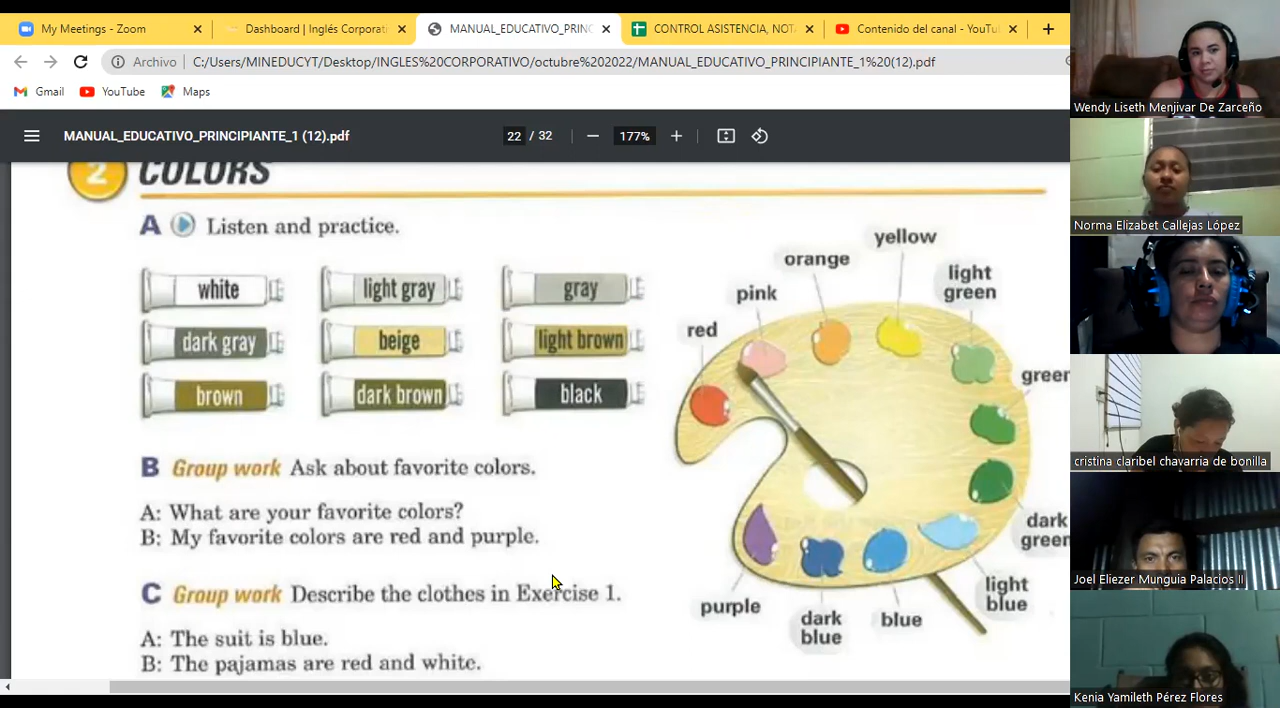 My Meetings - Zoom
Dashboard | Inglés Corporati
MANUAL_EDUCATIVO_PRINC
CONTROL ASISTENCIA, NOT
Contenido del canal - YouTu
Archivo
C:/Users/MINEDUCYT/Desktop/INGLES%20CORPORATIVO/octubre%202022/MANUAL_EDUCATIVO_PRINCIPIANTE_1%20(12).pdf
Gmail
YouTube
Maps
MANUAL_EDUCATIVO_PRINCIPIANTE_1 (12).pdf
22 / 32
177%
2 COLORS
A Listen and practice.
white
light gray
gray
dark gray
beige
light brown
brown
dark brown
black
red
pink
orange
yellow
light
green
green
dark
green
light
blue
blue
dark
blue
purple
B Group work Ask about favorite colors.
A: What are your favorite colors?
B: My favorite colors are red and purple.
C Group work Describe the clothes in Exercise 1.
A: The suit is blue.
B: The pajamas are red and white.
Wendy Liseth Menjivar De Zarceño
Norma Elizabet Callejas López
cristina claribel chavarria de bonilla
Joel Eliezer Munguia Palacios II
Kenia Yamileth Pérez Flores